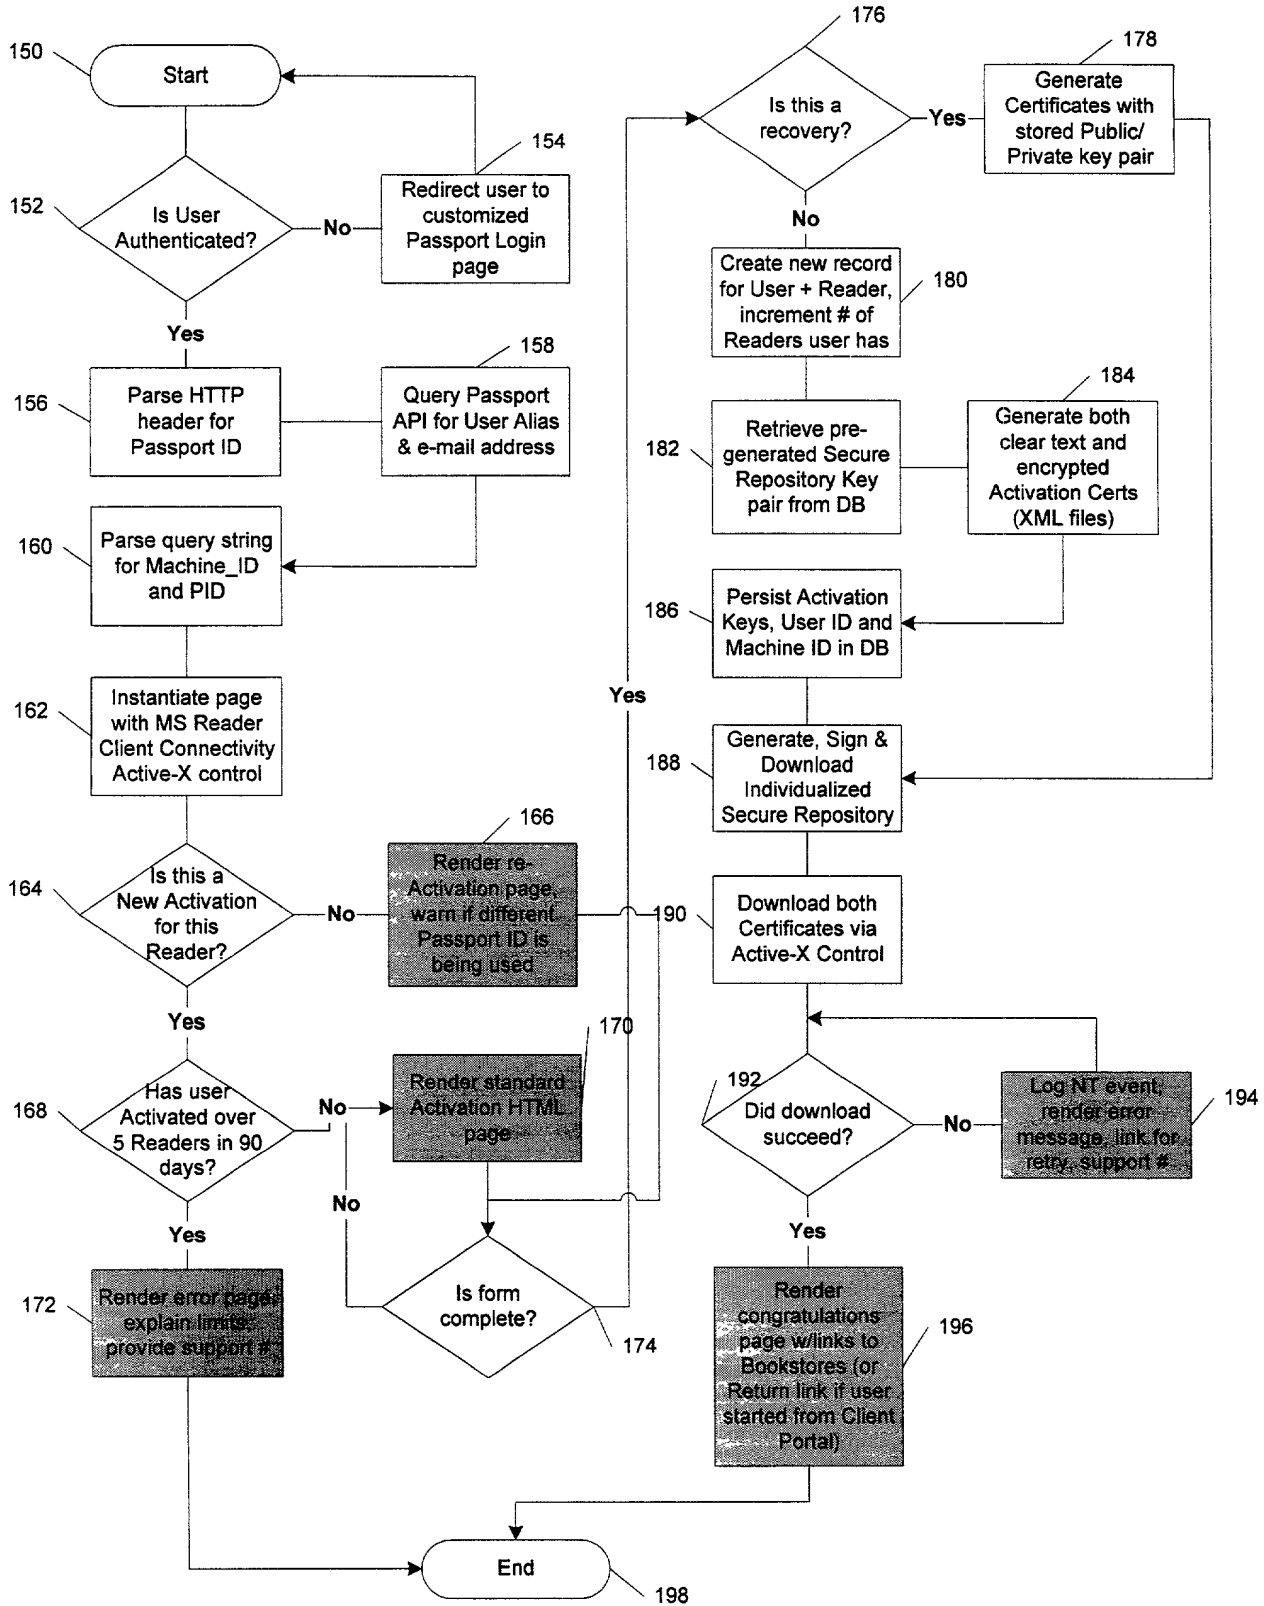 150
Start
152
Is User
Authenticated?
No
154
Redirect user to
customized
Passport Login
page
Yes
156
Parse HTTP
header for
Passport ID
158
Query Passport
API for User Alias
& e-mail address
160
Parse query string
for Machine_ID
and PID
162
Instantiate page
with MS Reader
Client Connectivity
Active-X control
164
Is this a
New Activation
for this
Reader?
No
166
Render re-
Activation page,
warn if different
Passport ID is
being used
Yes
168
Has user
Activated over
5 Readers in 90
days?
No
170
Render standard
Activation HTML
page
No
Yes
172
Render error page,
explain limits,
provide support #
Is form
complete?
174
Yes
176
Is this a
recovery?
Yes
178
Generate
Certificates with
stored Public/
Private key pair
No
180
Create new record
for User + Reader,
increment # of
Readers user has
182
Retrieve pre-
generated Secure
Repository Key
pair from DB
184
Generate both
clear text and
encrypted
Activation Certs
(XML files)
186
Persist Activation
Keys, User ID and
Machine ID in DB
188
Generate, Sign &
Download
Individualized
Secure Repository
190
Download both
Certificates via
Active-X Control
192
Did download
succeed?
No
194
Log NT event,
render error
message, link for
retry, support #
Yes
196
Render
congratulations
page w/links to
Bookstores (or
Return link if user
started from Client
Portal)
End
198